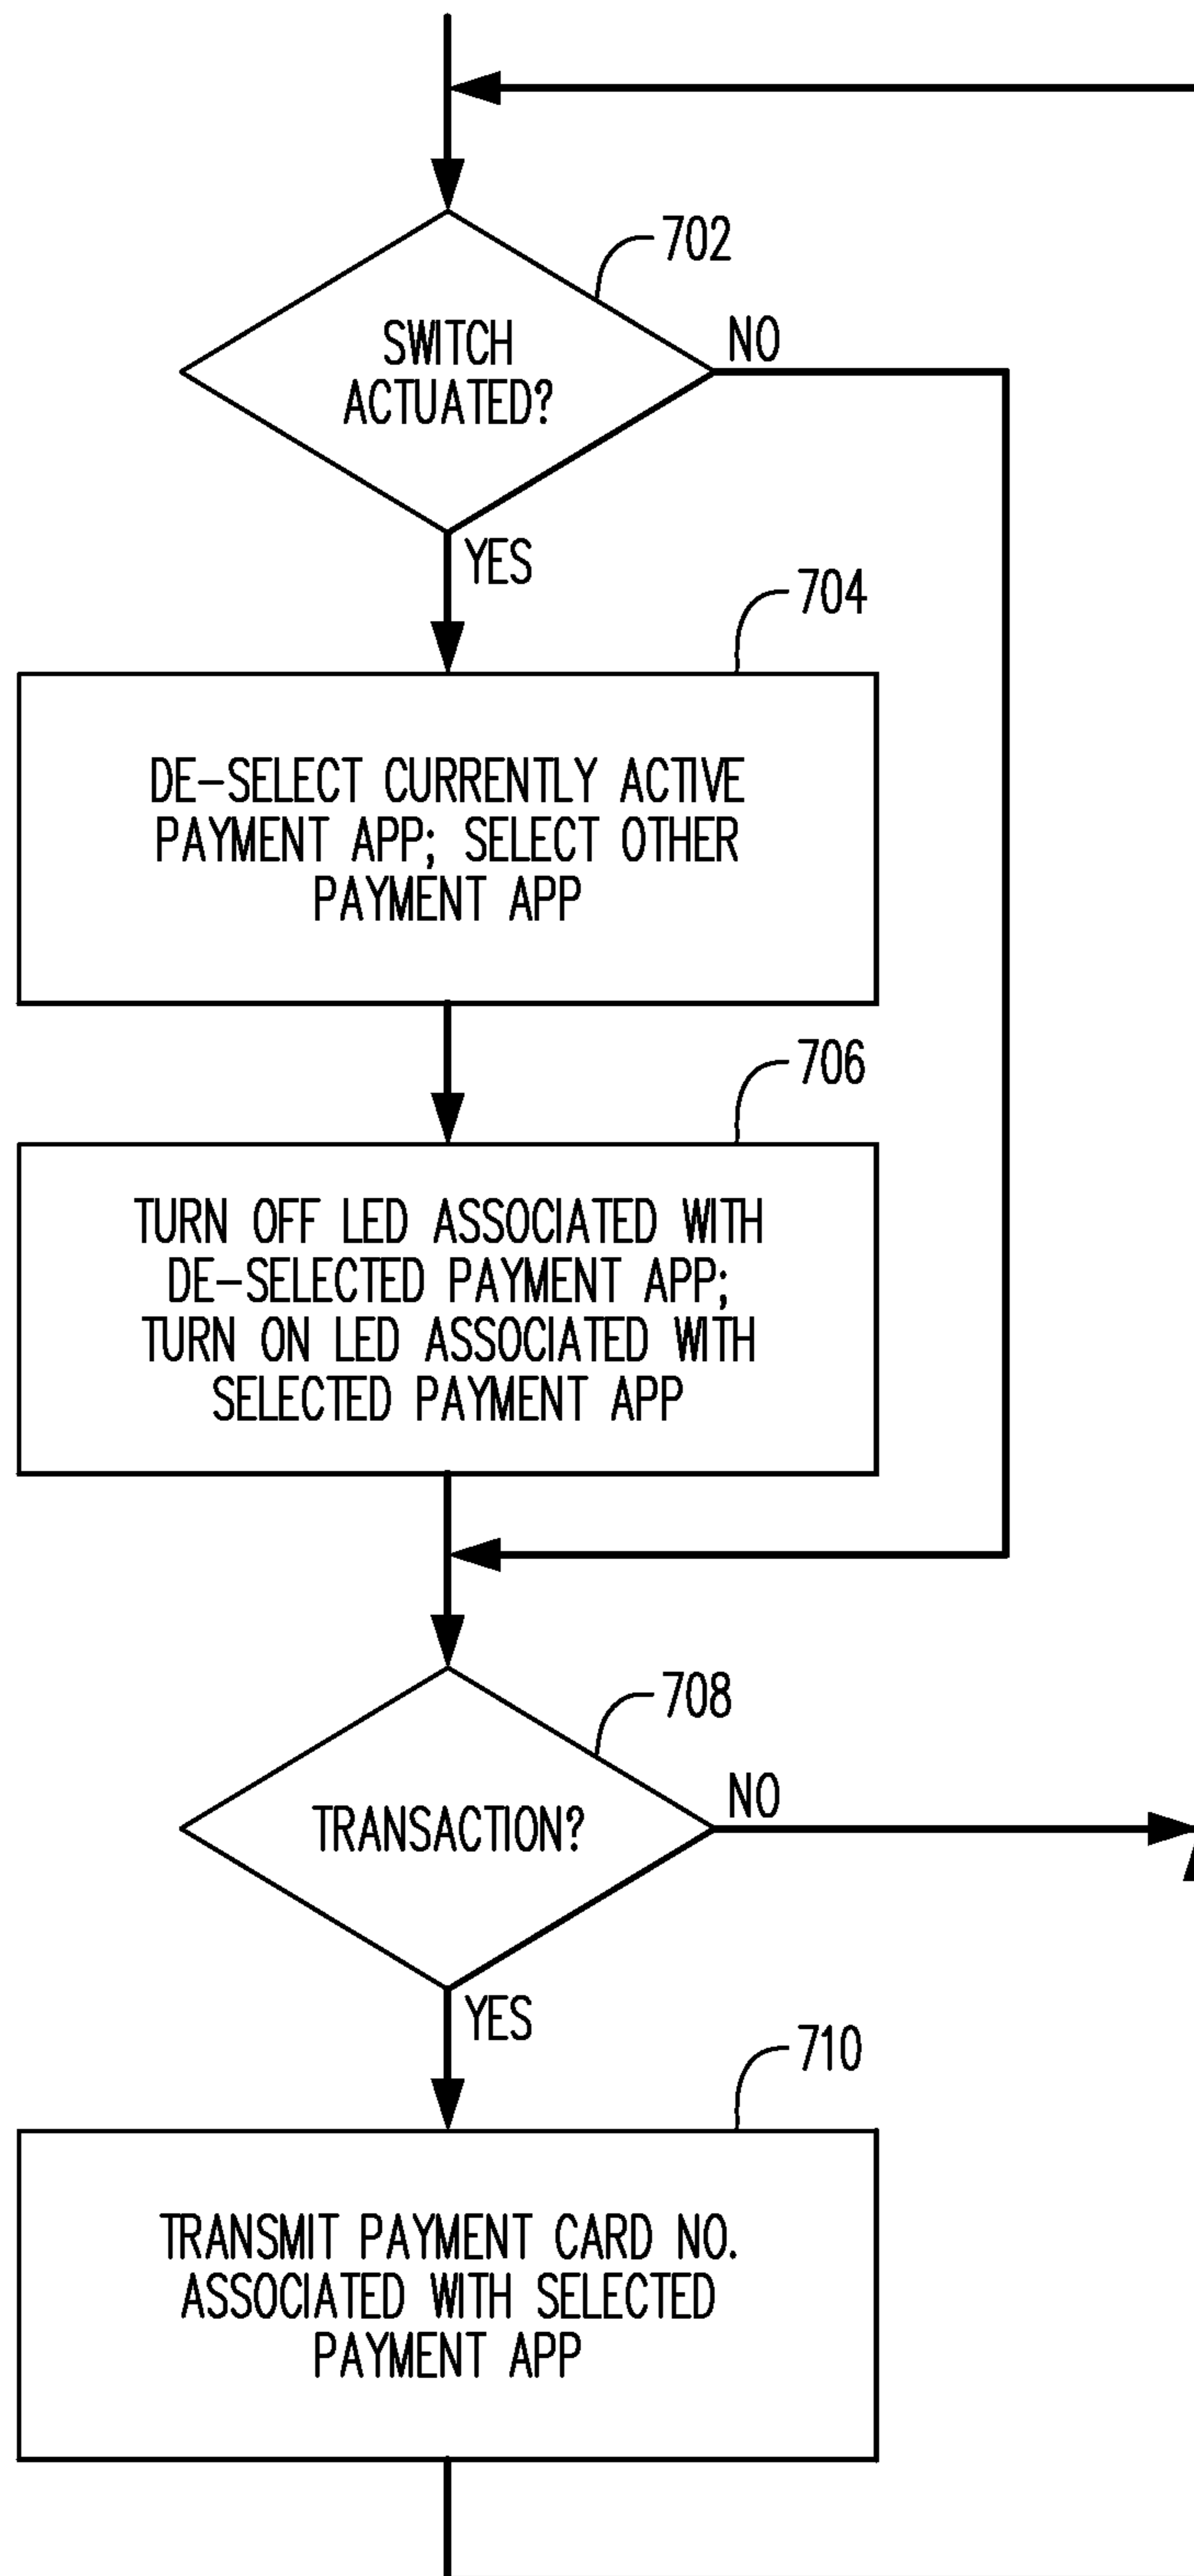 702
SWITCH
ACTUATED?
NO
YES
704
DE-SELECT CURRENTLY ACTIVE
PAYMENT APP; SELECT OTHER
PAYMENT APP
706
TURN OFF LED ASSOCIATED WITH
DE-SELECTED PAYMENT APP;
TURN ON LED ASSOCIATED WITH
SELECTED PAYMENT APP
708
TRANSACTION?
NO
YES
710
TRANSMIT PAYMENT CARD NO.
ASSOCIATED WITH SELECTED
PAYMENT APP